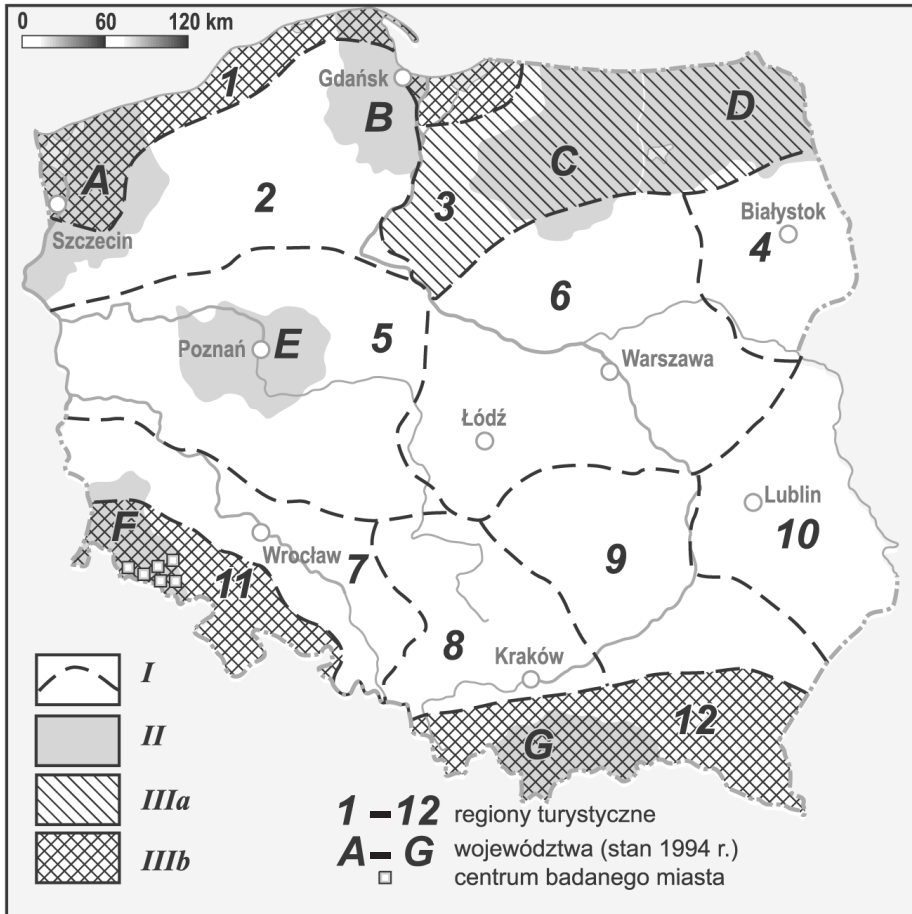 0 60 120 km
1
Gdańsk
B
D
A
C
2
3
Szczecin
Białystok
4
6
5
Poznań
E
Warszawa
Łódź
Lublin
F
10
Wrocław
9
7
11
8
Kraków
I
12
II
G
IIIa
1 – 12 regiony turystyczne
IIIb
A – G województwa (stan 1994 r.)
centrum badanego miasta